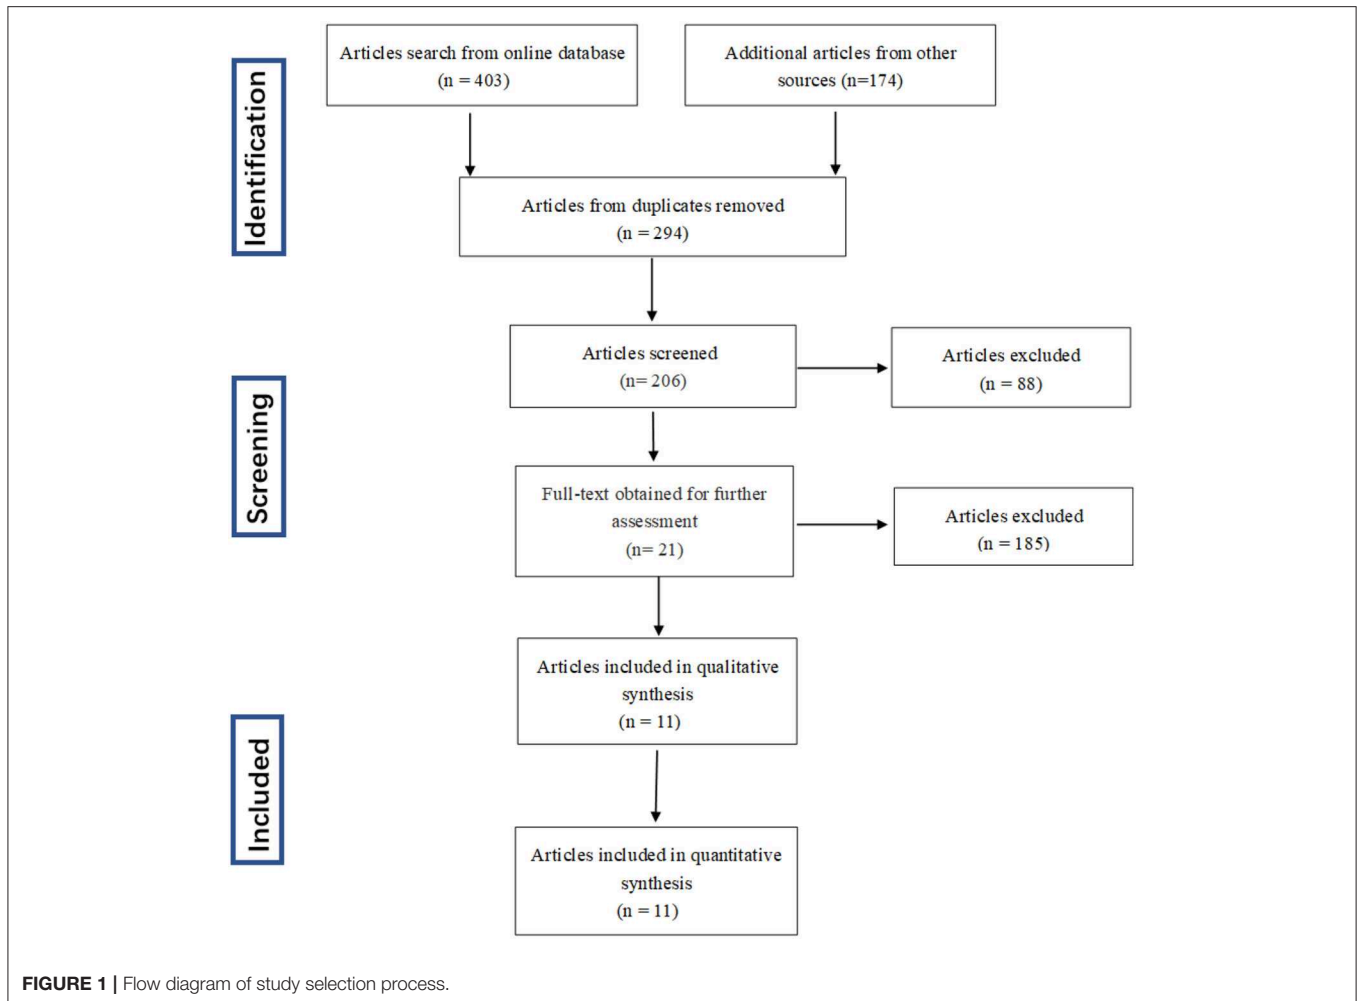 Identification
Articles search from online database
(n = 403)
Additional articles from other
sources (n=174)
Articles from duplicates removed
(n = 294)
Screening
Articles screened
(n= 206)
Articles excluded
(n = 88)
Full-text obtained for further
assessment
(n= 21)
Articles excluded
(n = 185)
Included
Articles included in qualitative
synthesis
(n = 11)
Articles included in quantitative
synthesis
(n = 11)
FIGURE 1 | Flow diagram of study selection process.